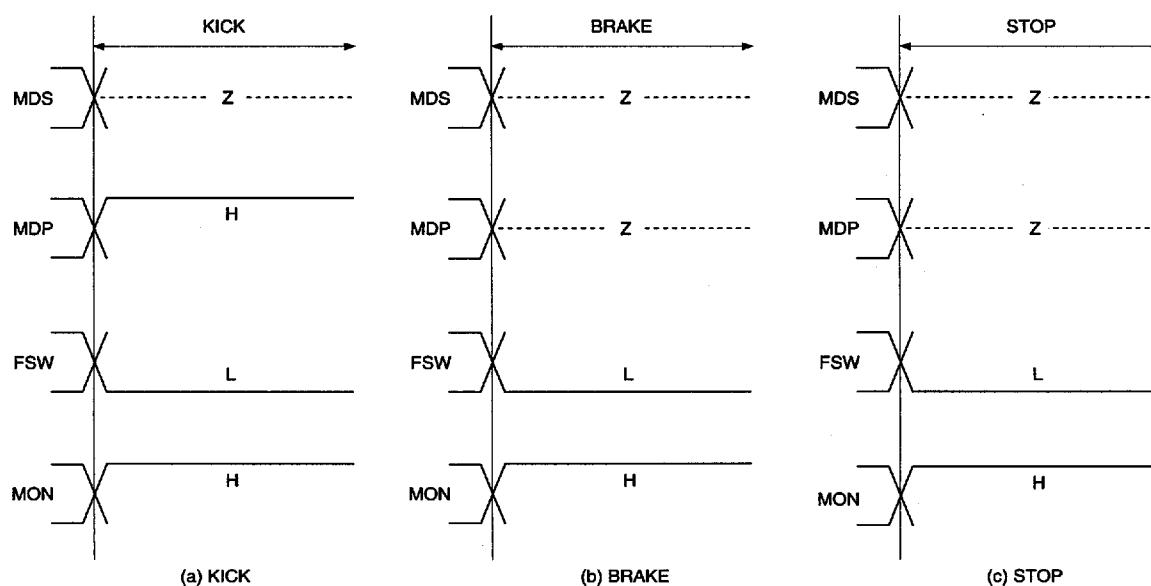 KICK
BRAKE
STOP
MDS
Z
MDS
Z
MDS
Z
MDP
H
MDP
Z
MDP
Z
FSW
L
FSW
L
FSW
L
MON
H
MON
H
MON
H
(a) KICK
(b) BRAKE
(c) STOP